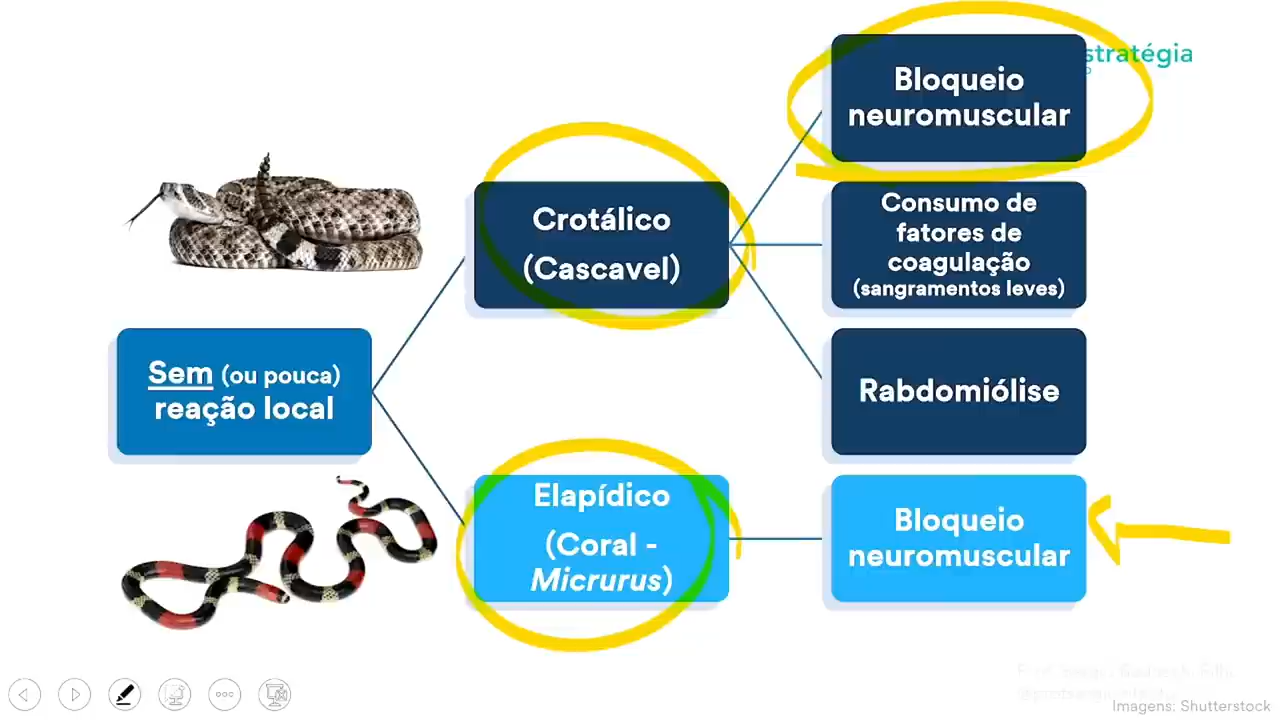 stratégia
Bloqueio
neuromuscular
Crotálico
(Cascavel)
Consumo de
fatores de
coagulação
(sangramentos leves)
Sem (ou pouca)
reação local
Rabdomiólise
Elapídico
(Coral -
Micrurus)
Bloqueio
neuromuscular
Imagens: Shutterstock